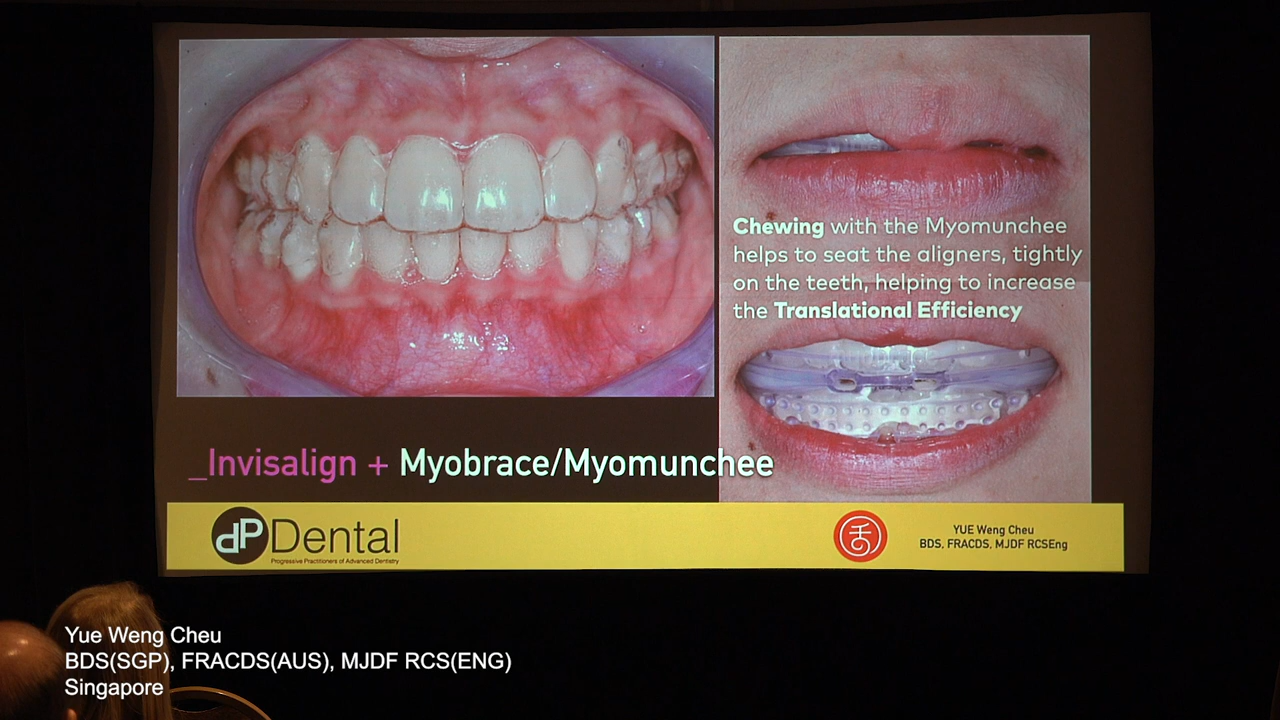 Chewing with the Myomunchee
helps to seat the aligners, tightly
on the teeth, helping to increase
the Translational Efficiency
_Invisalign + Myobrace/Myomunchee
dP Dental
Progressive Practitioners of Advanced Dentistry
舌
YUE Weng Cheu
BDS, FRACDS, MJDF RCSEng
Yue Weng Cheu
BDS(SGP), FRACDS(AUS), MJDF RCS(ENG)
Singapore